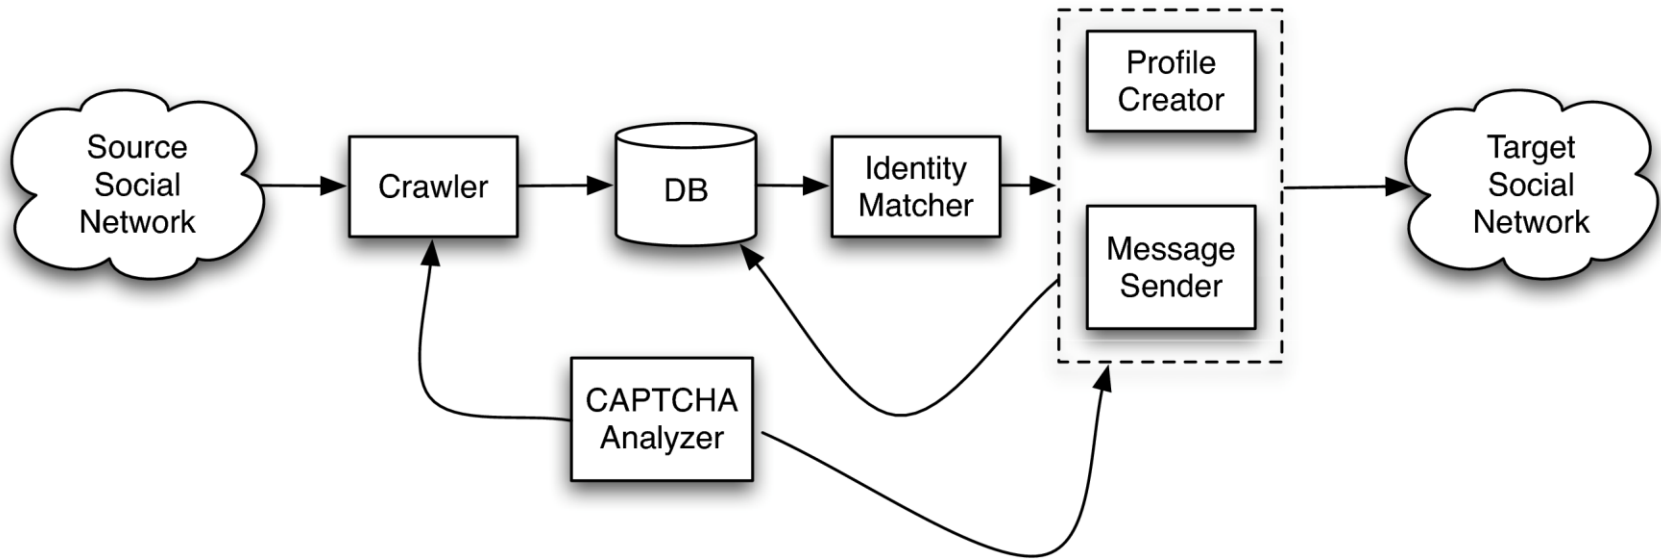 Source
Social
Network
Crawler
DB
Identity
Matcher
Profile
Creator
Message
Sender
Target
Social
Network
CAPTCHA
Analyzer